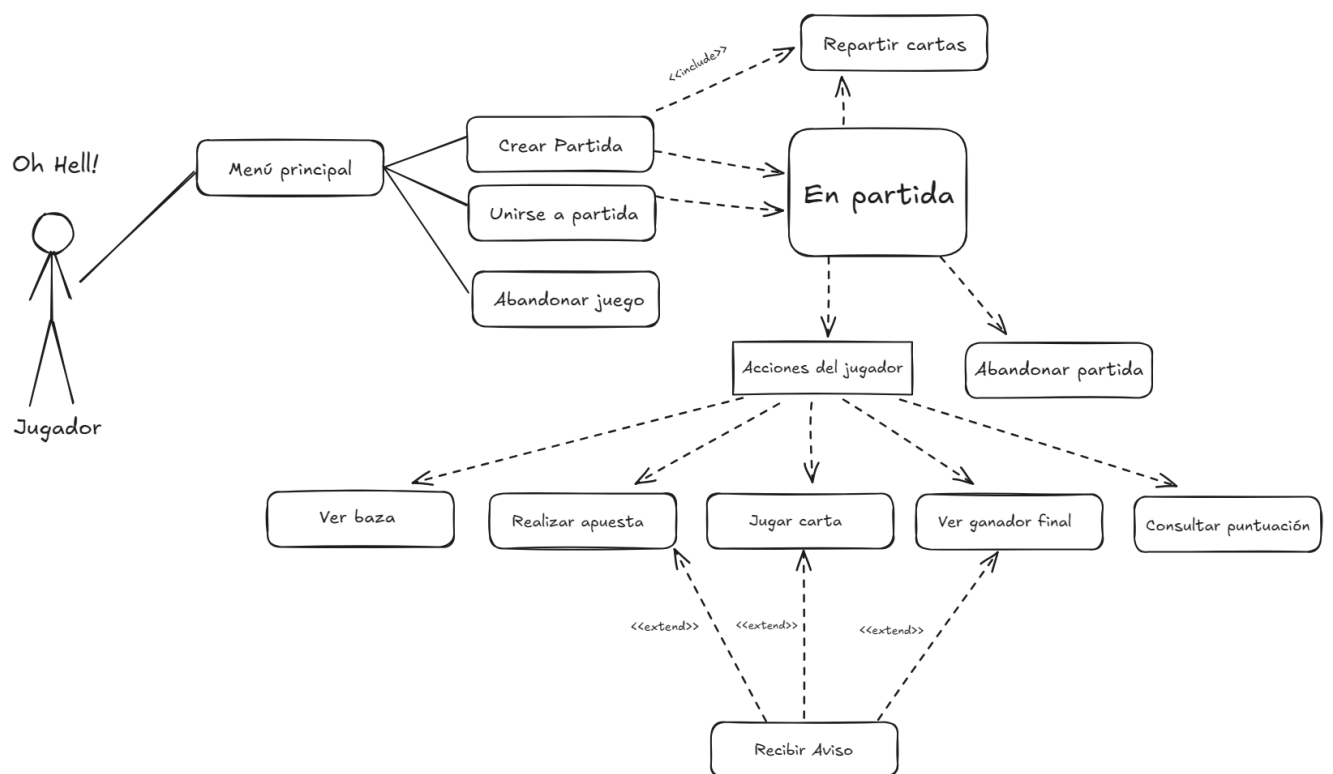 Repartir cartas
<<include>>
Crear Partida
Oh Hell!
Menú principal
En partida
Unirse a partida
Abandonar juego
Acciones del jugador
Abandonar partida
Jugador
Ver baza
Realizar apuesta
Jugar carta
Ver ganador final
Consultar puntuación
<<extend>>
<<extend>>
<<extend>>
Recibir Aviso